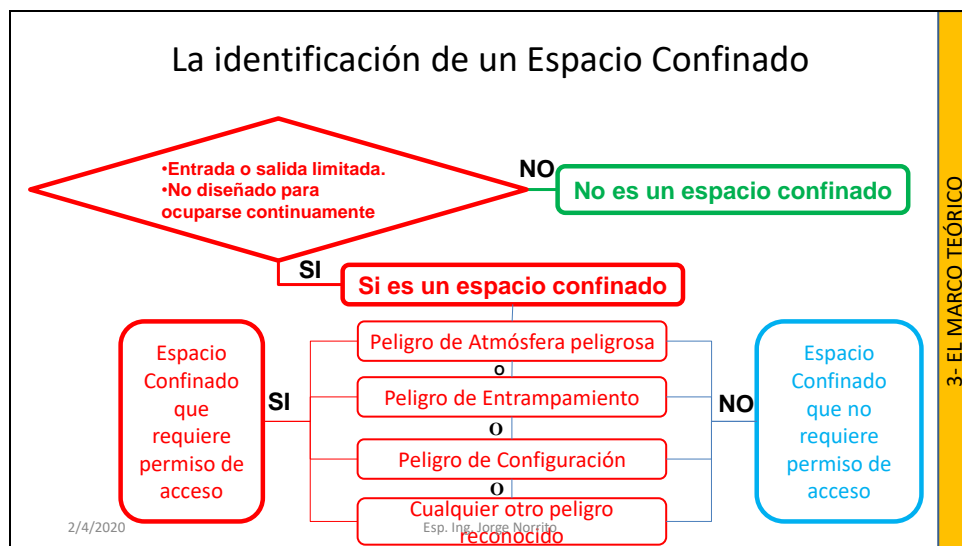 La identificación de un Espacio Confinado
•Entrada o salida limitada.
•No diseñado para
ocuparse continuamente
NO
No es un espacio confinado
SI
Si es un espacio confinado
Espacio
Confinado
que
requiere
permiso de
acceso
SI
Peligro de Atmósfera peligrosa
O
Peligro de Entrampamiento
O
Peligro de Configuración
O
Cualquier otro peligro
reconocido
NO
Espacio
Confinado
que no
requiere
permiso de
acceso
2/4/2020
Esp. Ing. Jorge Norrito
3- EL MARCO TEÓRICO